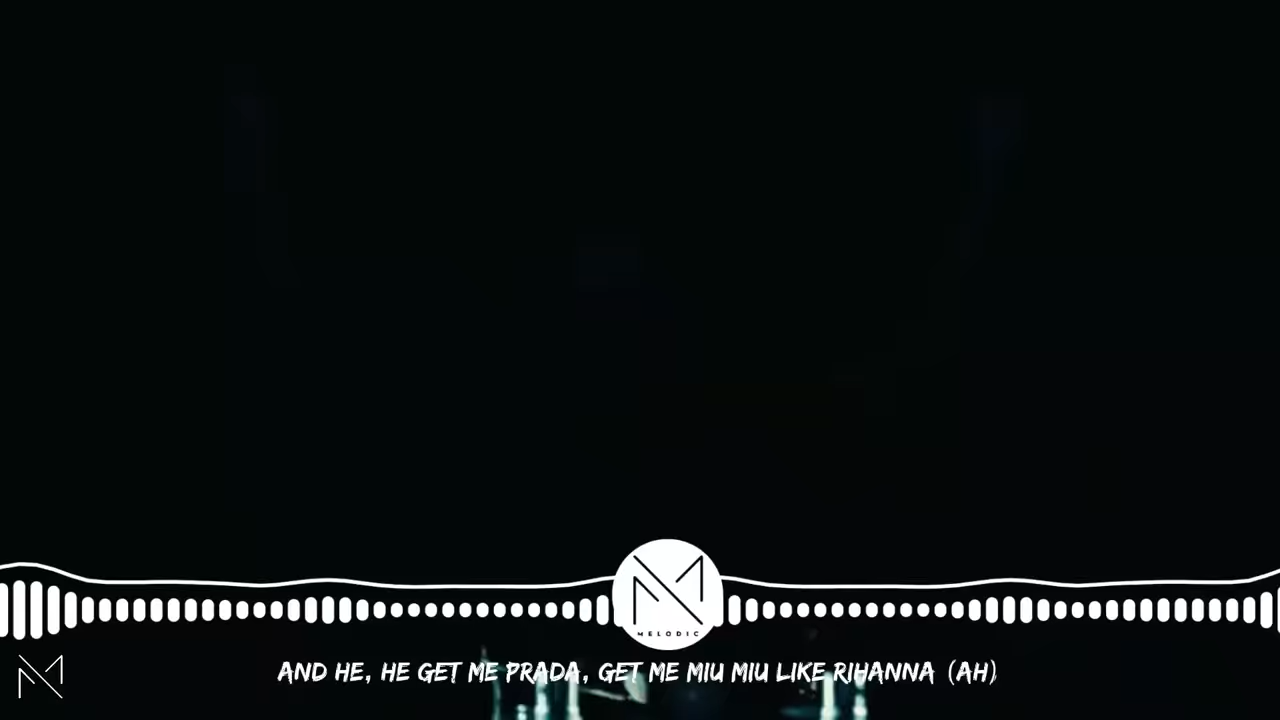 MELODIC
AND HE, HE GET ME PRADA, GET ME MIU MIU LIKE RIHANNA (AH)